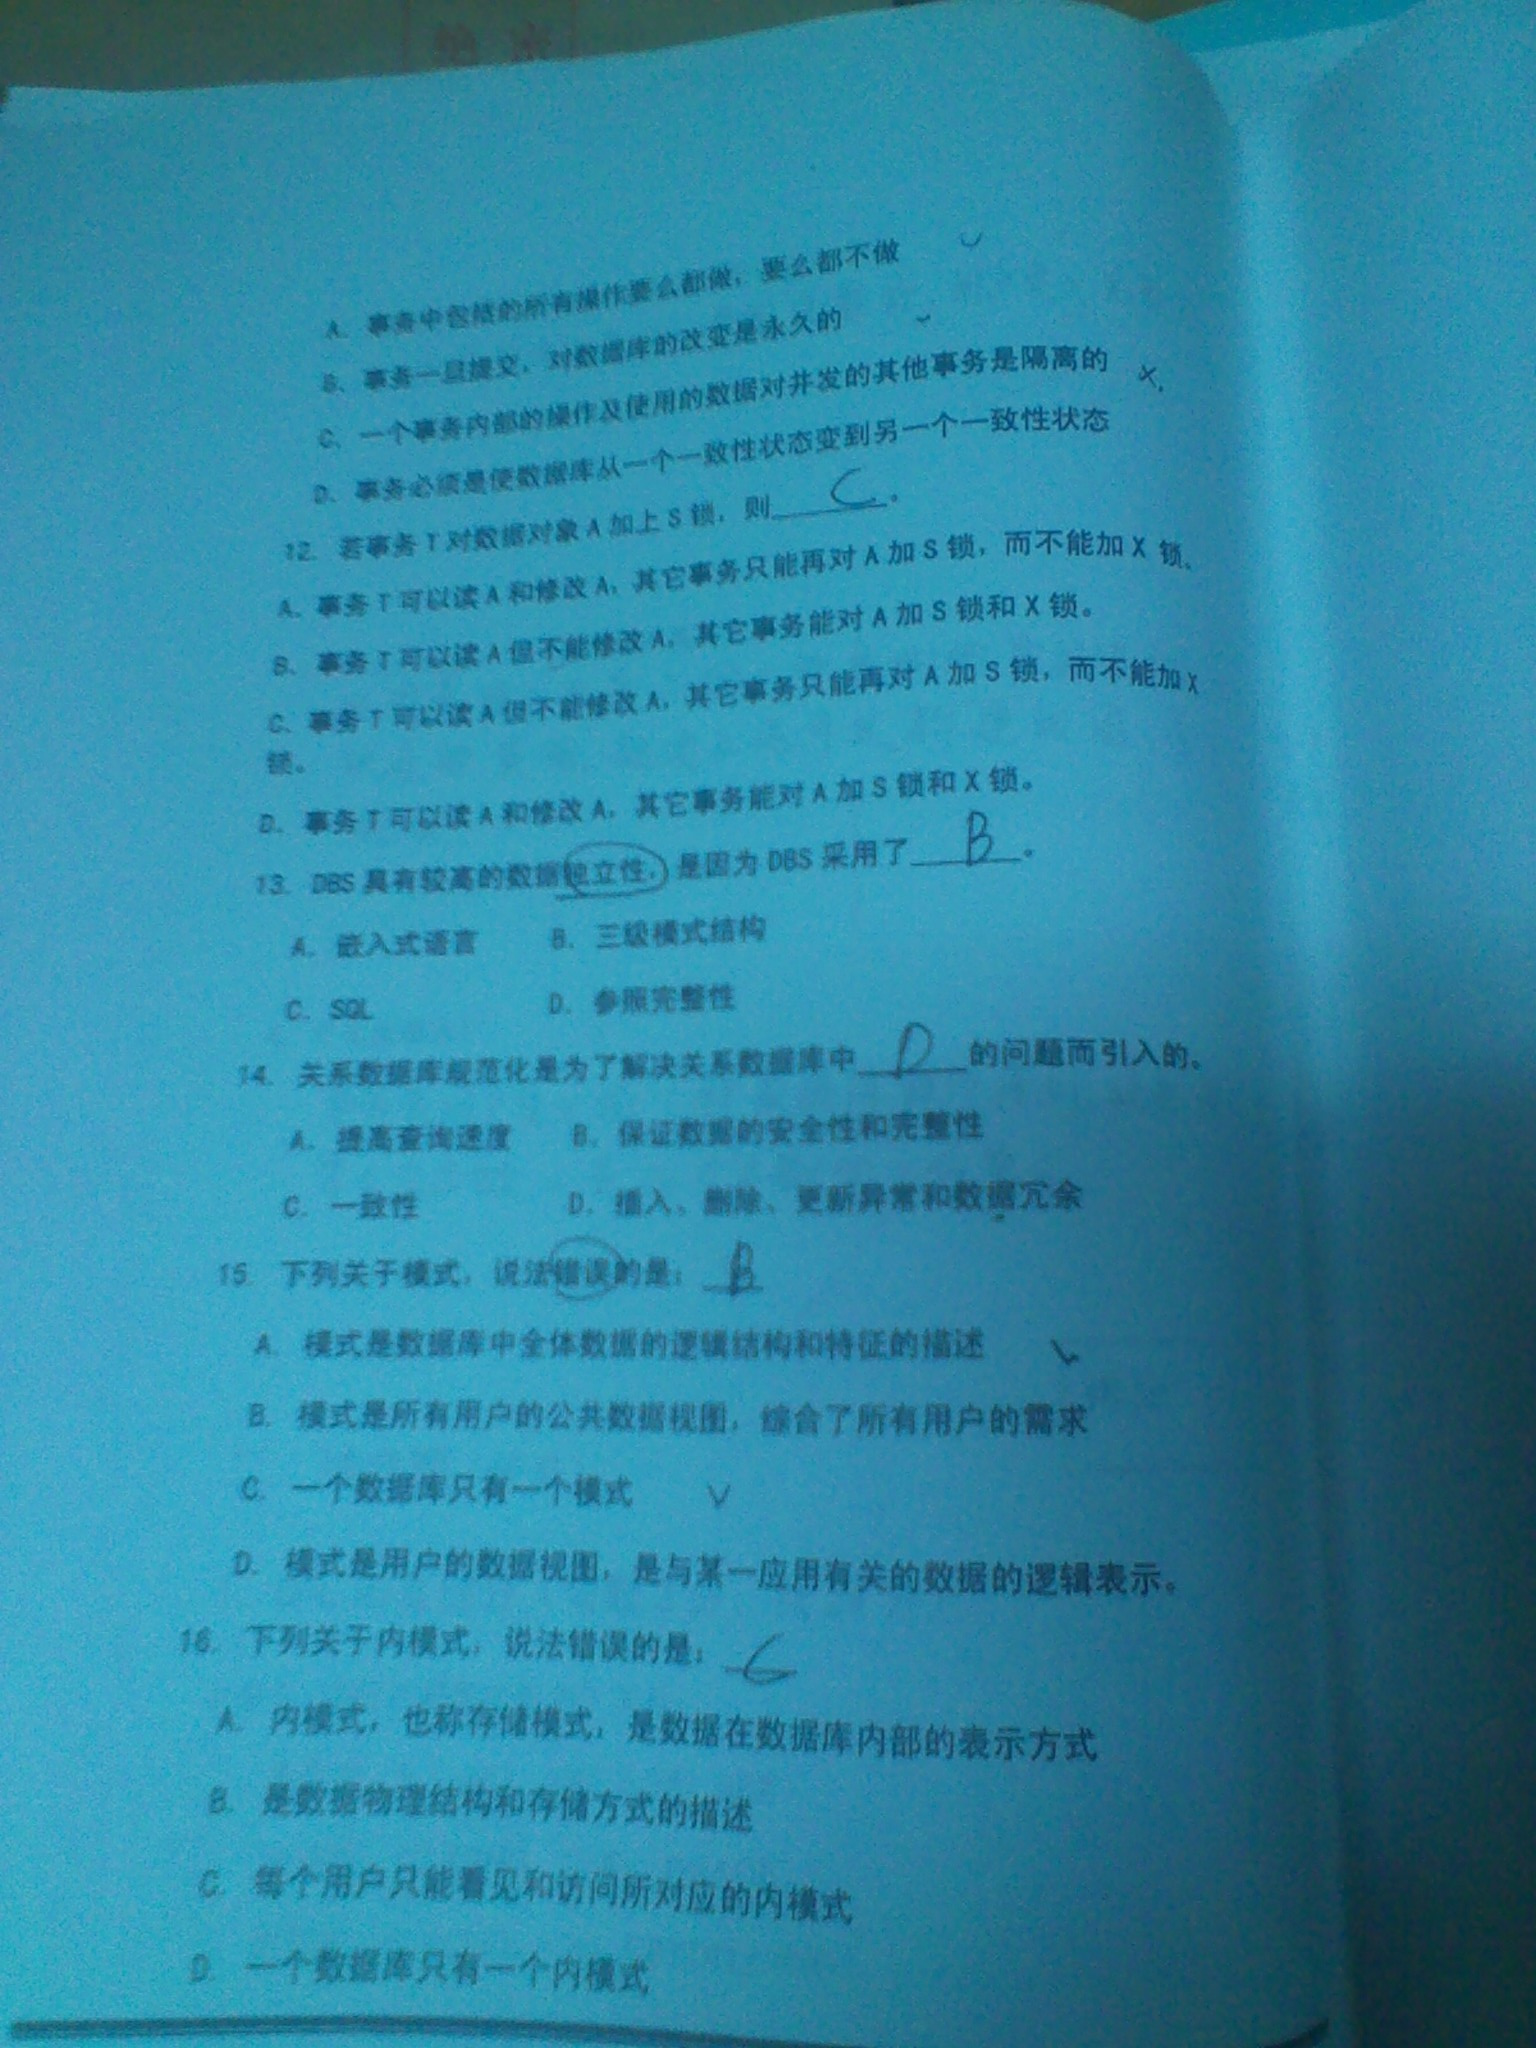 A. 事务中包括的所有操作要么都做，要么都不做
B、事务一旦提交，对数据库的改变是永久的
C、一个事务内部的操作及使用的数据对并发的其他事务是隔离的
D、事务必须是使数据库从一个一致性状态变到另一个一致性状态
12. 若事务 T 对数据对象 A 加上 S 锁，则 C 。
A、事务 T 可以读 A 和修改 A，其它事务只能再对 A 加 S 锁，而不能加 X 锁。
B、事务 T 可以读 A 但不能修改 A，其它事务能对 A 加 S 锁和 X 锁。
C、事务 T 可以读 A 但不能修改 A，其它事务只能再对 A 加 S 锁，而不能加 X
锁。
D、事务 T 可以读 A 和修改 A，其它事务能对 A 加 S 锁和 X 锁。
13. DBS 具有较高的数据独立性，是因为 DBS 采用了 B 。
A. 嵌入式语言 B. 三级模式结构
C. SQL D. 参照完整性
14. 关系数据库规范化是为了解决关系数据库中 D 的问题而引入的。
A. 提高查询速度 B. 保证数据的安全性和完整性
C. 一致性 D. 插入、删除、更新异常和数据冗余
15. 下列关于模式，说法错误的是： B
A. 模式是数据库中全体数据的逻辑结构和特征的描述
B. 模式是所有用户的公共数据视图，综合了所有用户的需求
C. 一个数据库只有一个模式
D. 模式是用户的数据视图，是与某一应用有关的数据的逻辑表示。
16. 下列关于内模式，说法错误的是： C
A. 内模式，也称存储模式，是数据在数据库内部的表示方式
B. 是数据物理结构和存储方式的描述
C. 每个用户只能看见和访问所对应的内模式
D. 一个数据库只有一个内模式